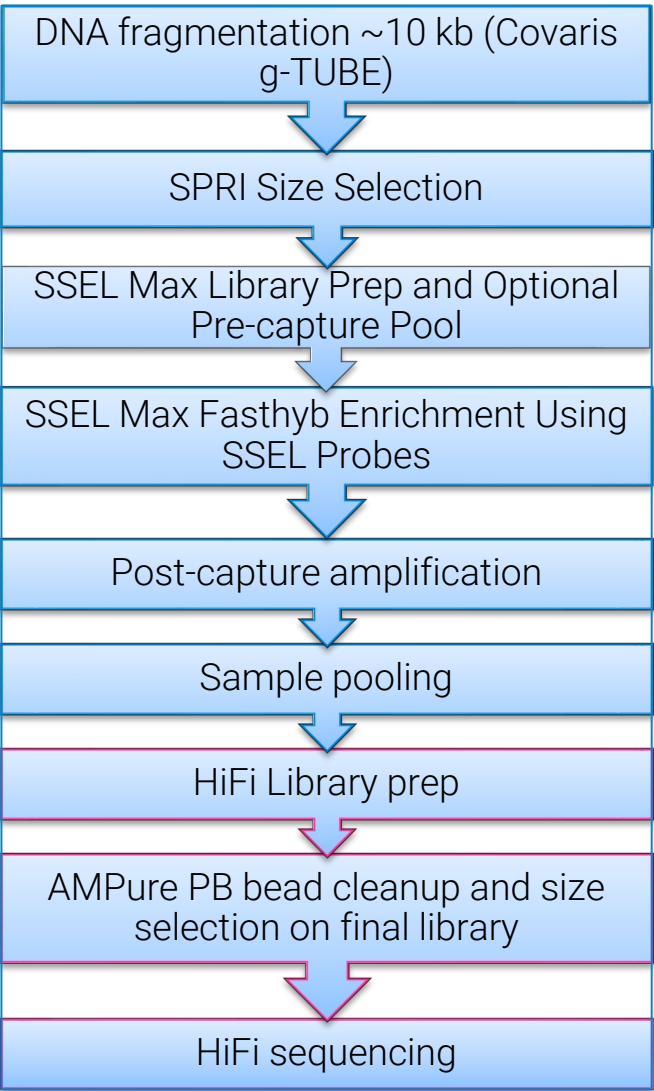 DNA fragmentation ~10 kb (Covaris
g-TUBE)
SPRI Size Selection
SSEL Max Library Prep and Optional
Pre-capture Pool
SSEL Max Fasthyb Enrichment Using
SSEL Probes
Post-capture amplification
Sample pooling
HiFi Library prep
AMPure PB bead cleanup and size
selection on final library
HiFi sequencing